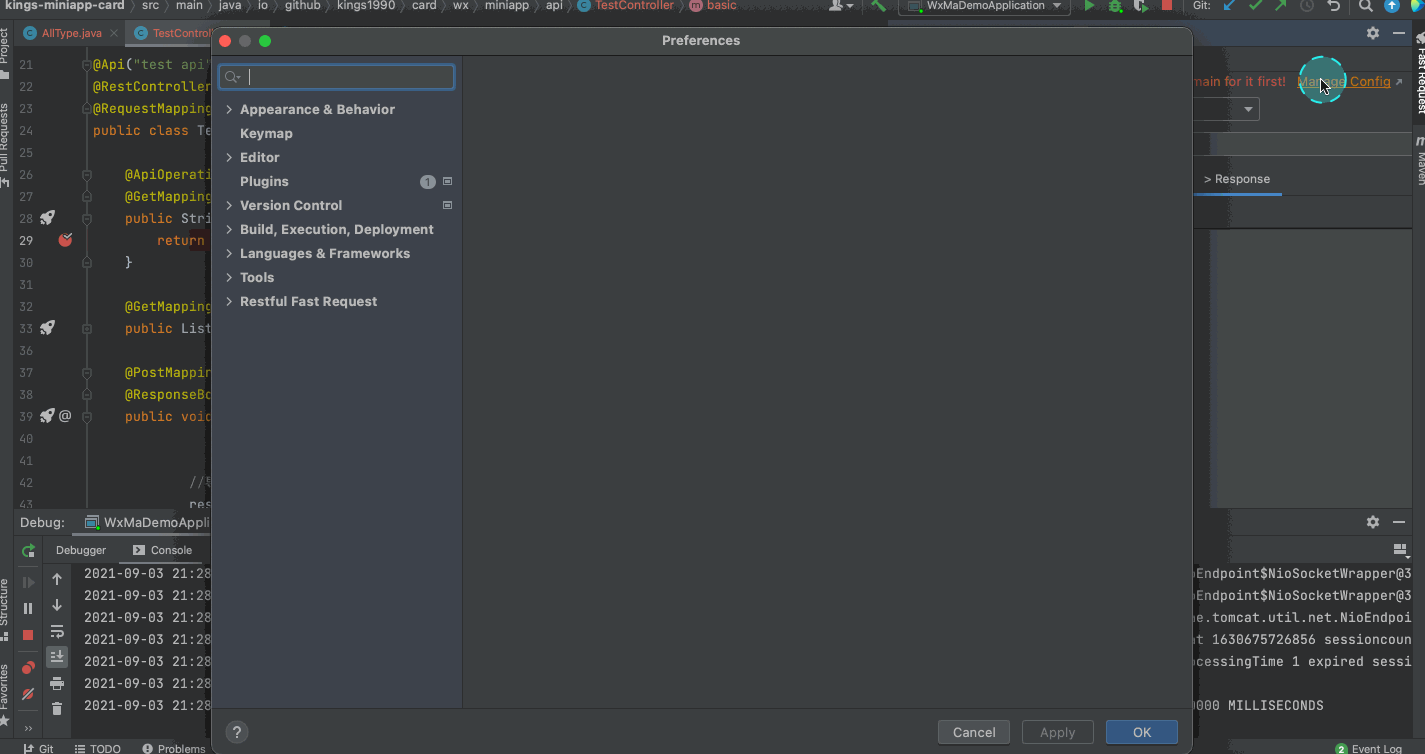 kings-miniapp-card › src › main › java › io › github › kings1990 › card › wx › miniapp › api › TestController › basic
WxMaDemoApplication
Git:
AllType.java
TestControl
Preferences
Project
Pull Requests
Structure
Favorites
21 @Api("test api"
22 @RestController
23 @RequestMapping
24 public class Te
25
26 @ApiOperati
27 @GetMapping
28 public Stri
29 return
30 }
31
32 @GetMapping
33 public List
36
37 @PostMappin
38 @ResponseBo
39 @ public void
40
41
42 //
43 res
Appearance & Behavior
Keymap
Editor
Plugins 1
Version Control
Build, Execution, Deployment
Languages & Frameworks
Tools
Restful Fast Request
main for it first! Manage Config
> Response
Fast Request
Maven
Debug: WxMaDemoAppli
Debugger Console
2021-09-03 21:28 oEndpoint$NioSocketWrapper@3
2021-09-03 21:28 oEndpoint$NioSocketWrapper@3
2021-09-03 21:28 he.tomcat.util.net.NioEndpoi
2021-09-03 21:28 at 1630675726856 sessioncoun
2021-09-03 21:28 ocessingTime 1 expired sessi
2021-09-03 21:28
2021-09-03 21:28 0000 MILLISECONDS
?
Cancel Apply OK
Git TODO Problems 2 Event Log